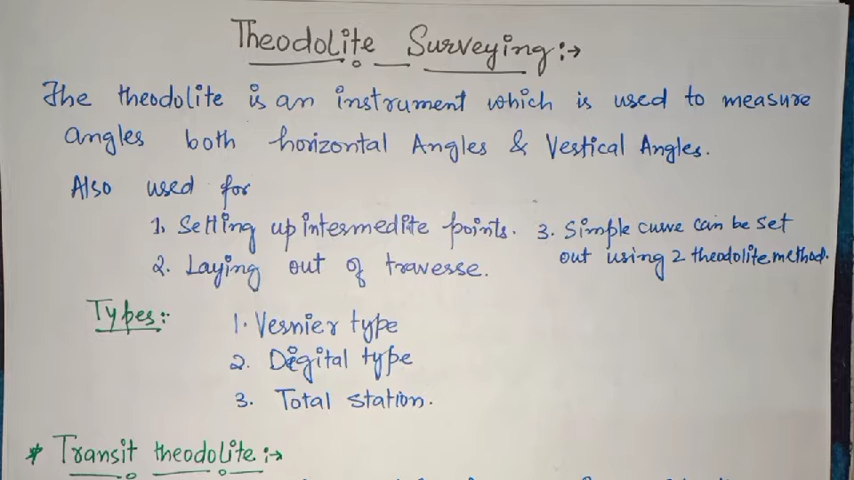 Theodolite Surveying:→
The theodolite is an instrument which is used to measure
angles both horizontal Angles & Vertical Angles.
Also used for
1. Setting up intermedite points.
2. Laying out of traverse.
3. Simple curve can be set
out using 2 theodolite method.
Types:-
1. Vernier type
2. Digital type
3. Total station.
* Transit theodolite:→